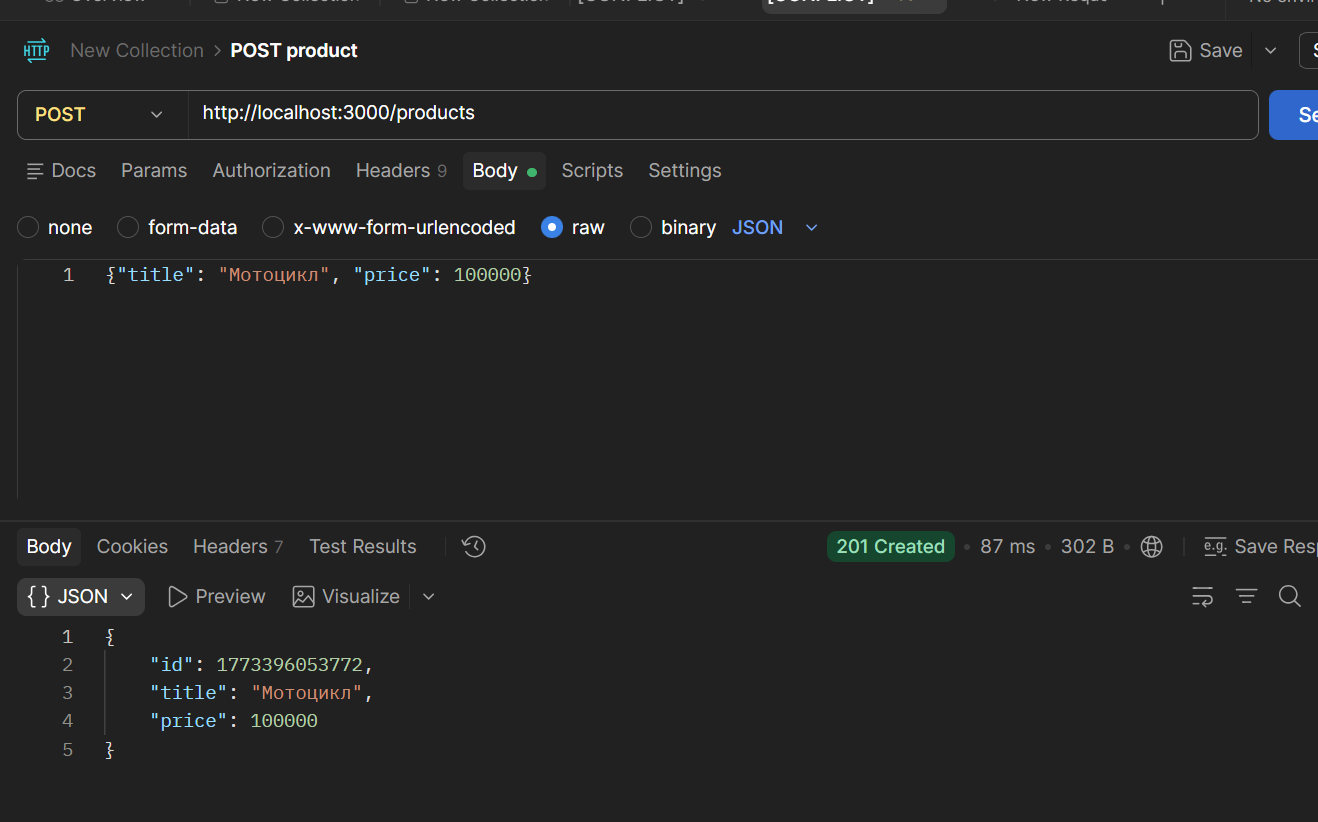 HTTP New Collection > POST product Save
POST http://localhost:3000/products
Docs Params Authorization Headers 9 Body Scripts Settings
none form-data x-www-form-urlencoded raw binary JSON
1 {"title": "Мотоцикл", "price": 100000}
Body Cookies Headers 7 Test Results 201 Created • 87 ms • 302 B • e.g. Save
{} JSON Preview Visualize
1 {
2 "id": 1773396053772,
3 "title": "Мотоцикл",
4 "price": 100000
5 }